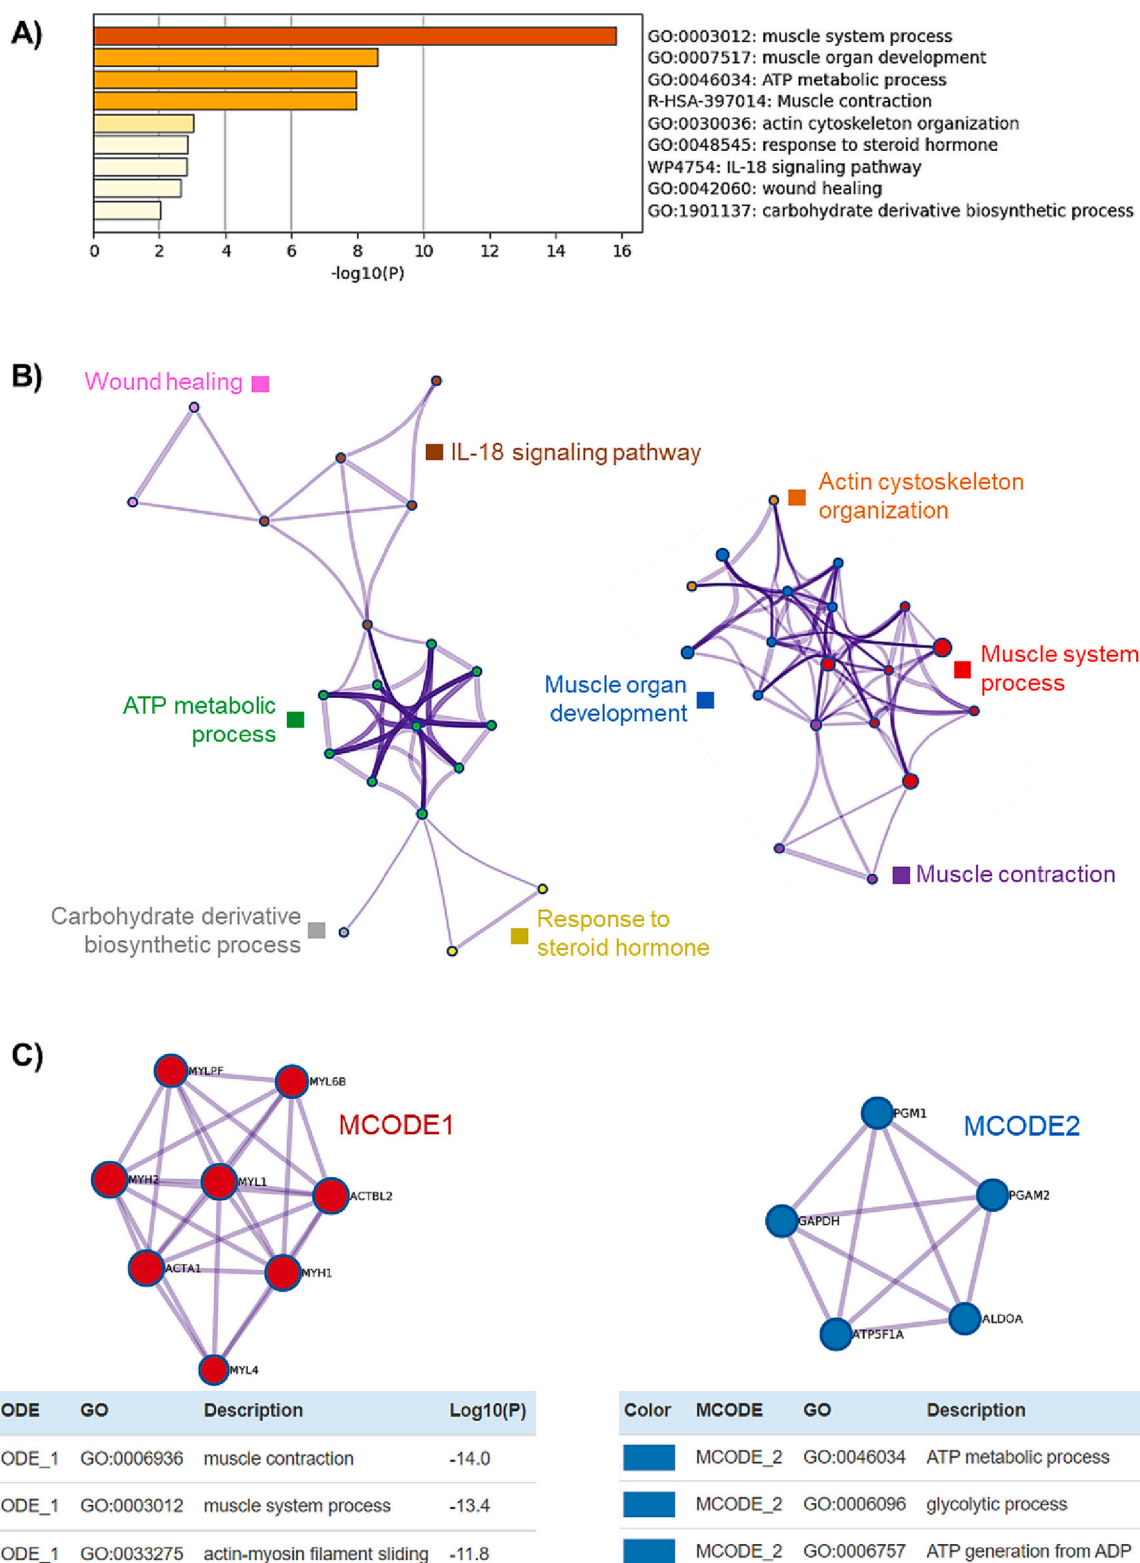 A)
GO:0003012: muscle system process
GO:0007517: muscle organ development
GO:0046034: ATP metabolic process
R-HSA-397014: Muscle contraction
GO:0030036: actin cytoskeleton organization
GO:0048545: response to steroid hormone
WP4754: IL-18 signaling pathway
GO:0042060: wound healing
GO:1901137: carbohydrate derivative biosynthetic process
0 2 4 6 8 10 12 14 16
-log10(P)
B)
Wound healing
IL-18 signaling pathway
Actin cystoskeleton
organization
Muscle system
process
Muscle organ
development
ATP metabolic
process
Muscle contraction
Carbohydrate derivative
biosynthetic process
Response to
steroid hormone
C)
MYLPF
MYL6B
MCODE1
MYH2
MYL1
ACTBL2
ACTA1
MYH1
MYL4
PGM1
MCODE2
PGAM2
GAPDH
ALDOA
ATP5F1A
ODE GO Description Log10(P)
ODE_1 GO:0006936 muscle contraction -14.0
ODE_1 GO:0003012 muscle system process -13.4
ODE_1 GO:0033275 actin-myosin filament sliding -11.8
Color MCODE GO Description
MCODE_2 GO:0046034 ATP metabolic process
MCODE_2 GO:0006096 glycolytic process
MCODE_2 GO:0006757 ATP generation from ADP